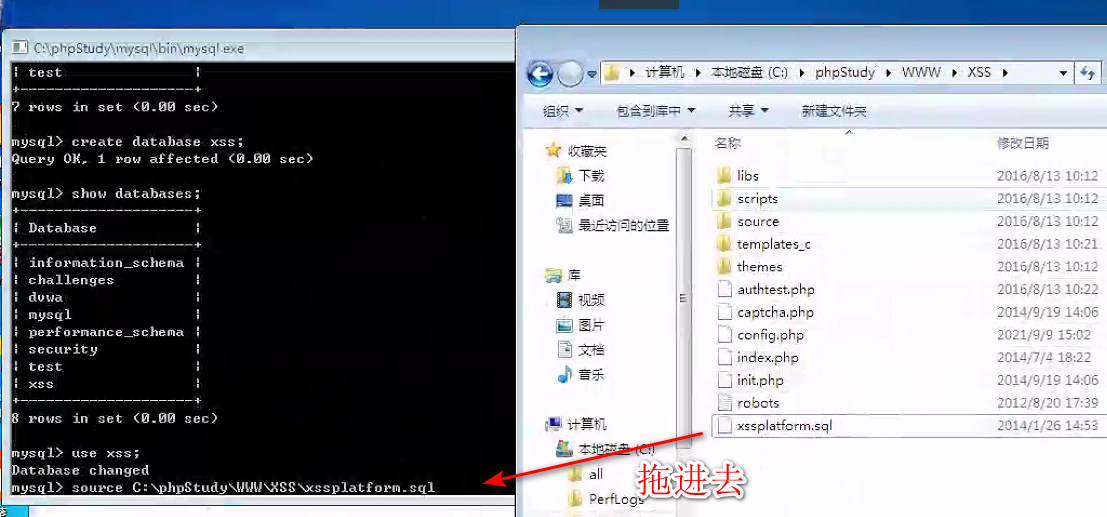 C:\phpStudy\mysql\bin\mysql.exe
| test |
+--------------------+
7 rows in set (0.00 sec)
mysql> create database xss;
Query OK, 1 row affected (0.00 sec)
mysql> show databases;
+--------------------+
| Database |
+--------------------+
| information_schema |
| challenges |
| dvwa |
| mysql |
| performance_schema |
| security |
| test |
| xss |
+--------------------+
8 rows in set (0.00 sec)
mysql> use xss;
Database changed
mysql> source C:\phpStudy\WWW\XSS\xssplatform.sql
计算机 本地磁盘 (C:) phpStudy WWW XSS
组织 包含到库中 共享 新建文件夹
收藏夹
下载
桌面
最近访问的位置
库
视频
图片
文档
音乐
计算机
本地磁盘 (C:)
all
PerfLogs
名称 修改日期
libs 2016/8/13 10:12
scripts 2016/8/13 10:12
source 2016/8/13 10:12
templates_c 2016/8/13 10:21
themes 2016/8/13 10:12
authtest.php 2016/8/13 10:22
captcha.php 2014/9/19 14:06
config.php 2021/9/9 15:02
index.php 2014/7/4 18:22
init.php 2014/9/19 14:06
robots 2012/8/20 17:39
xssplatform.sql 2014/1/26 14:53
拖进去